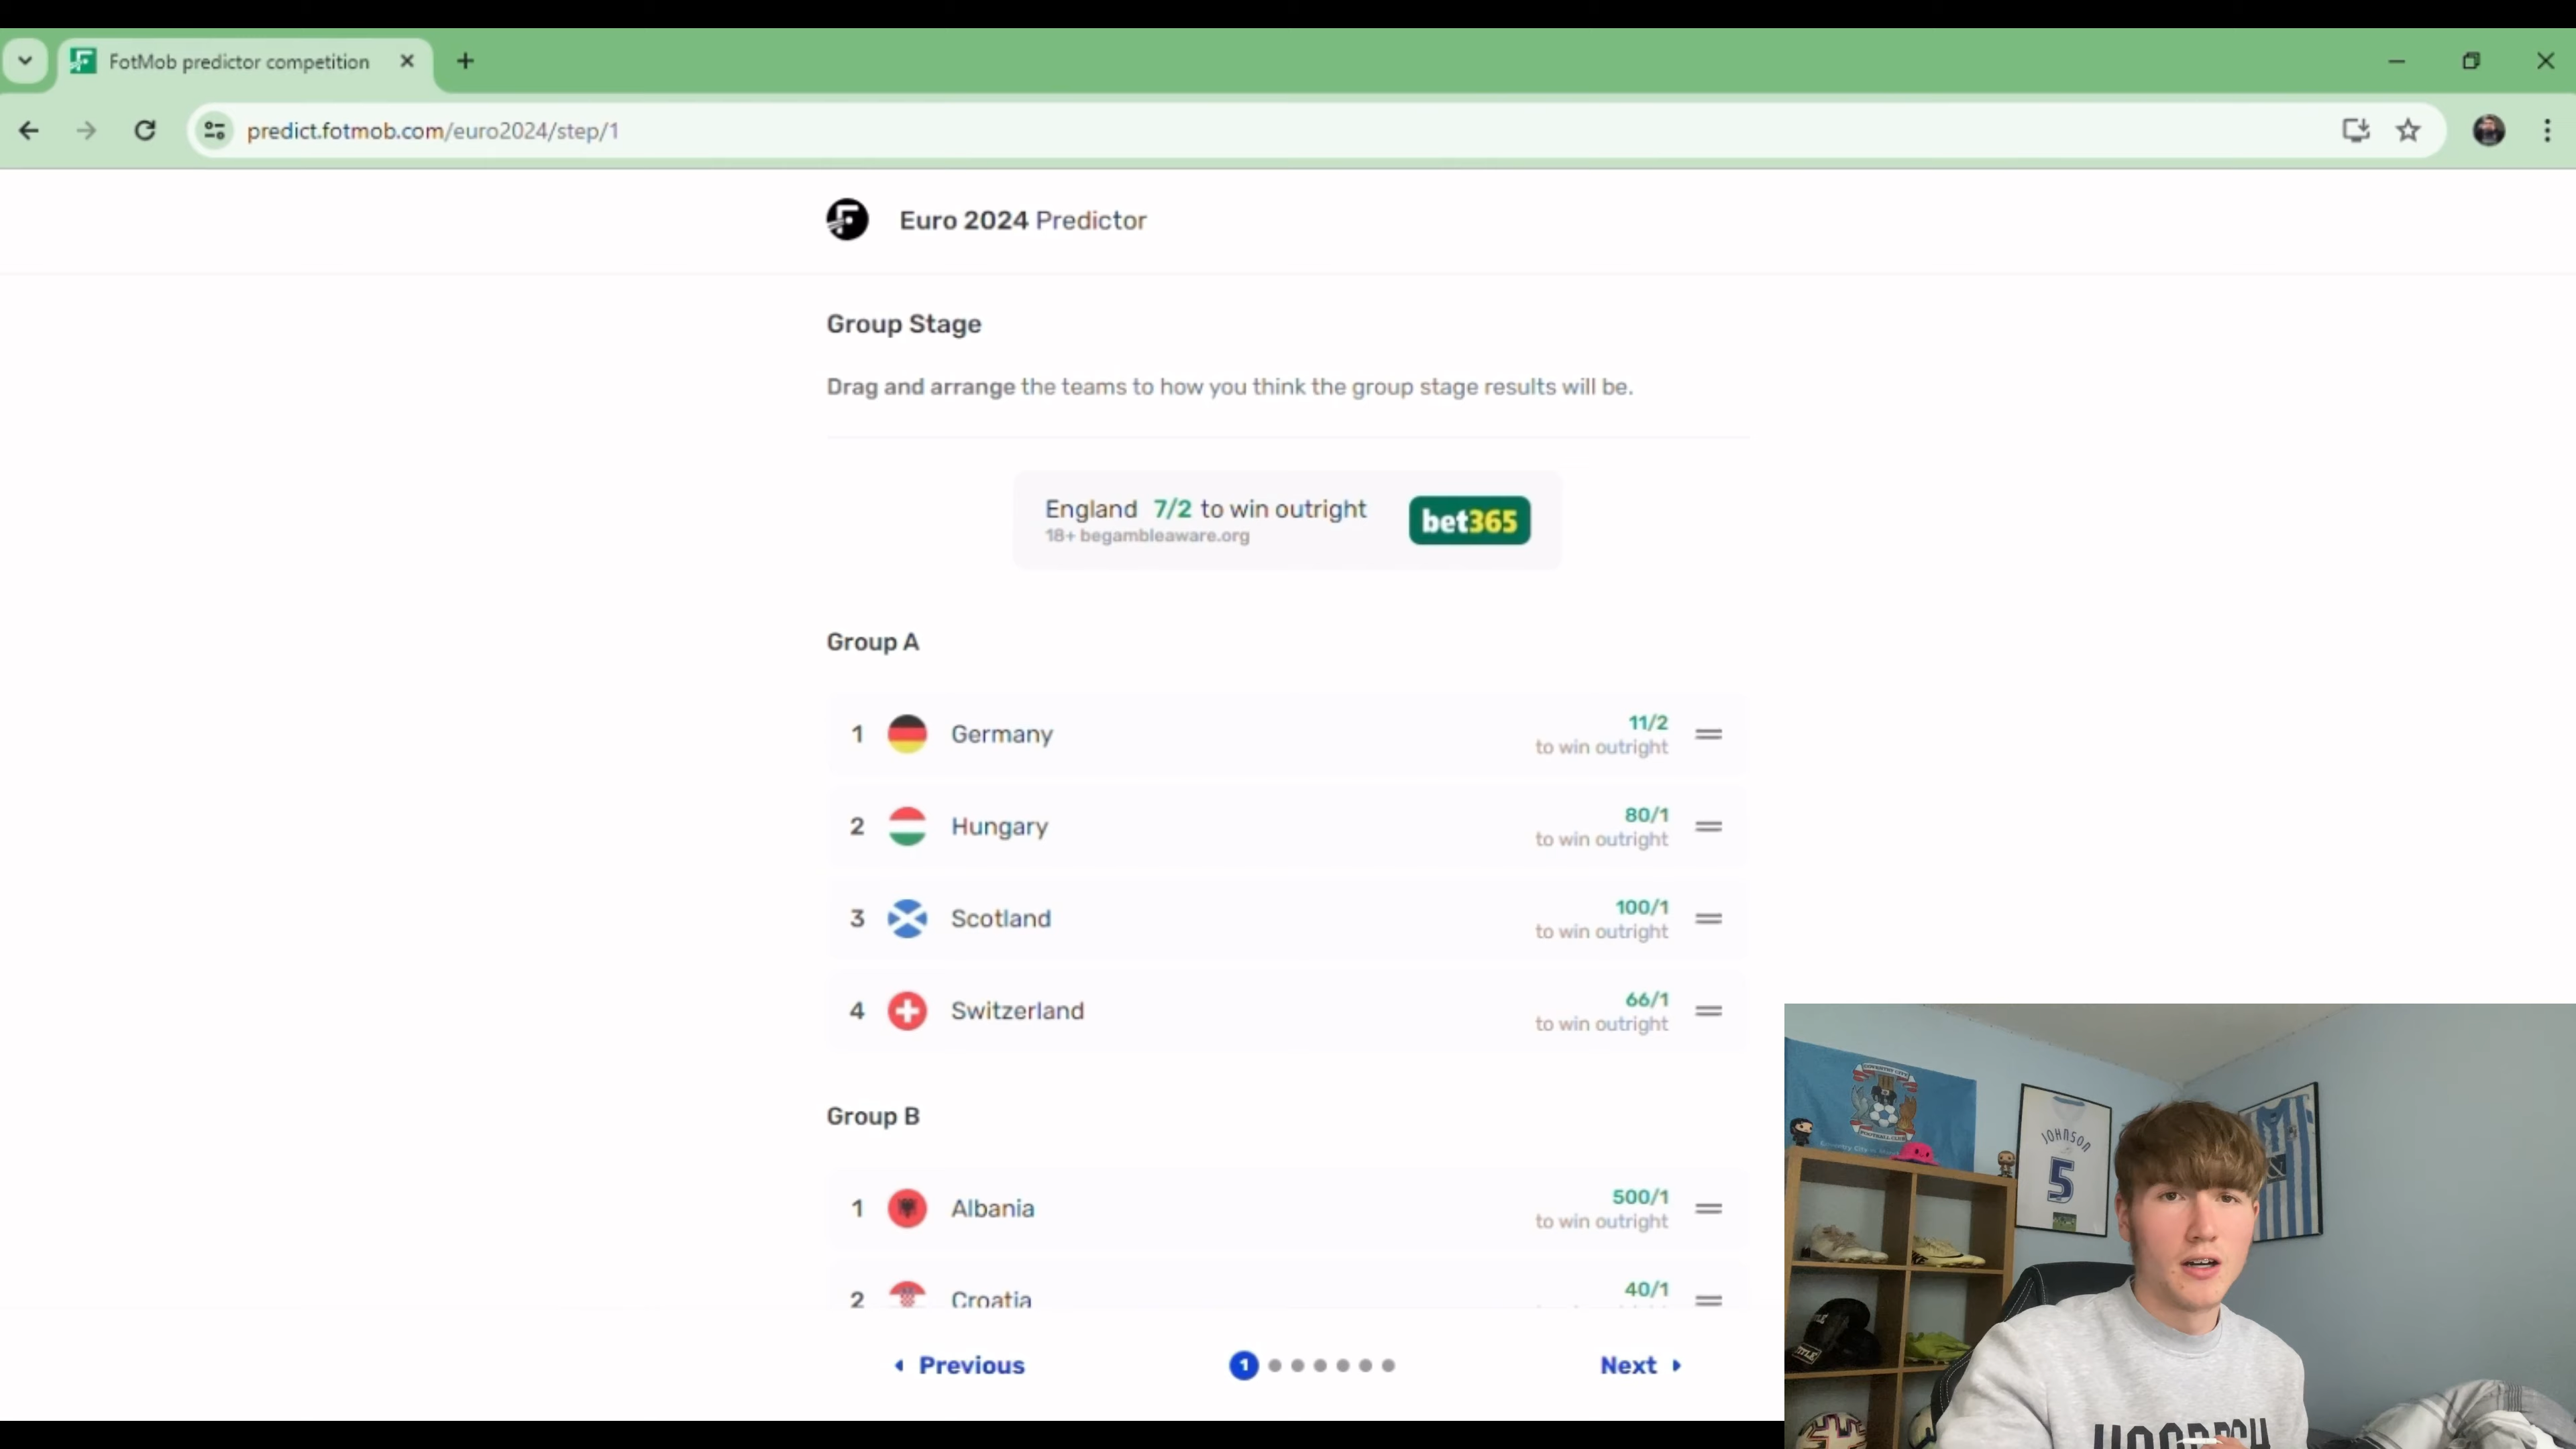 FotMob predictor competition
predict.fotmob.com/euro2024/step/1
Euro 2024 Predictor
Group Stage
Drag and arrange the teams to how you think the group stage results will be.
England 7/2 to win outright
18+ begambleaware.org
bet365
Group A
1 Germany 11/2
to win outright
2 Hungary 80/1
to win outright
3 Scotland 100/1
to win outright
4 Switzerland 66/1
to win outright
Group B
1 Albania 500/1
to win outright
2 Croatia 40/1
Previous
1
Next
JOHNSON
5
TITLE